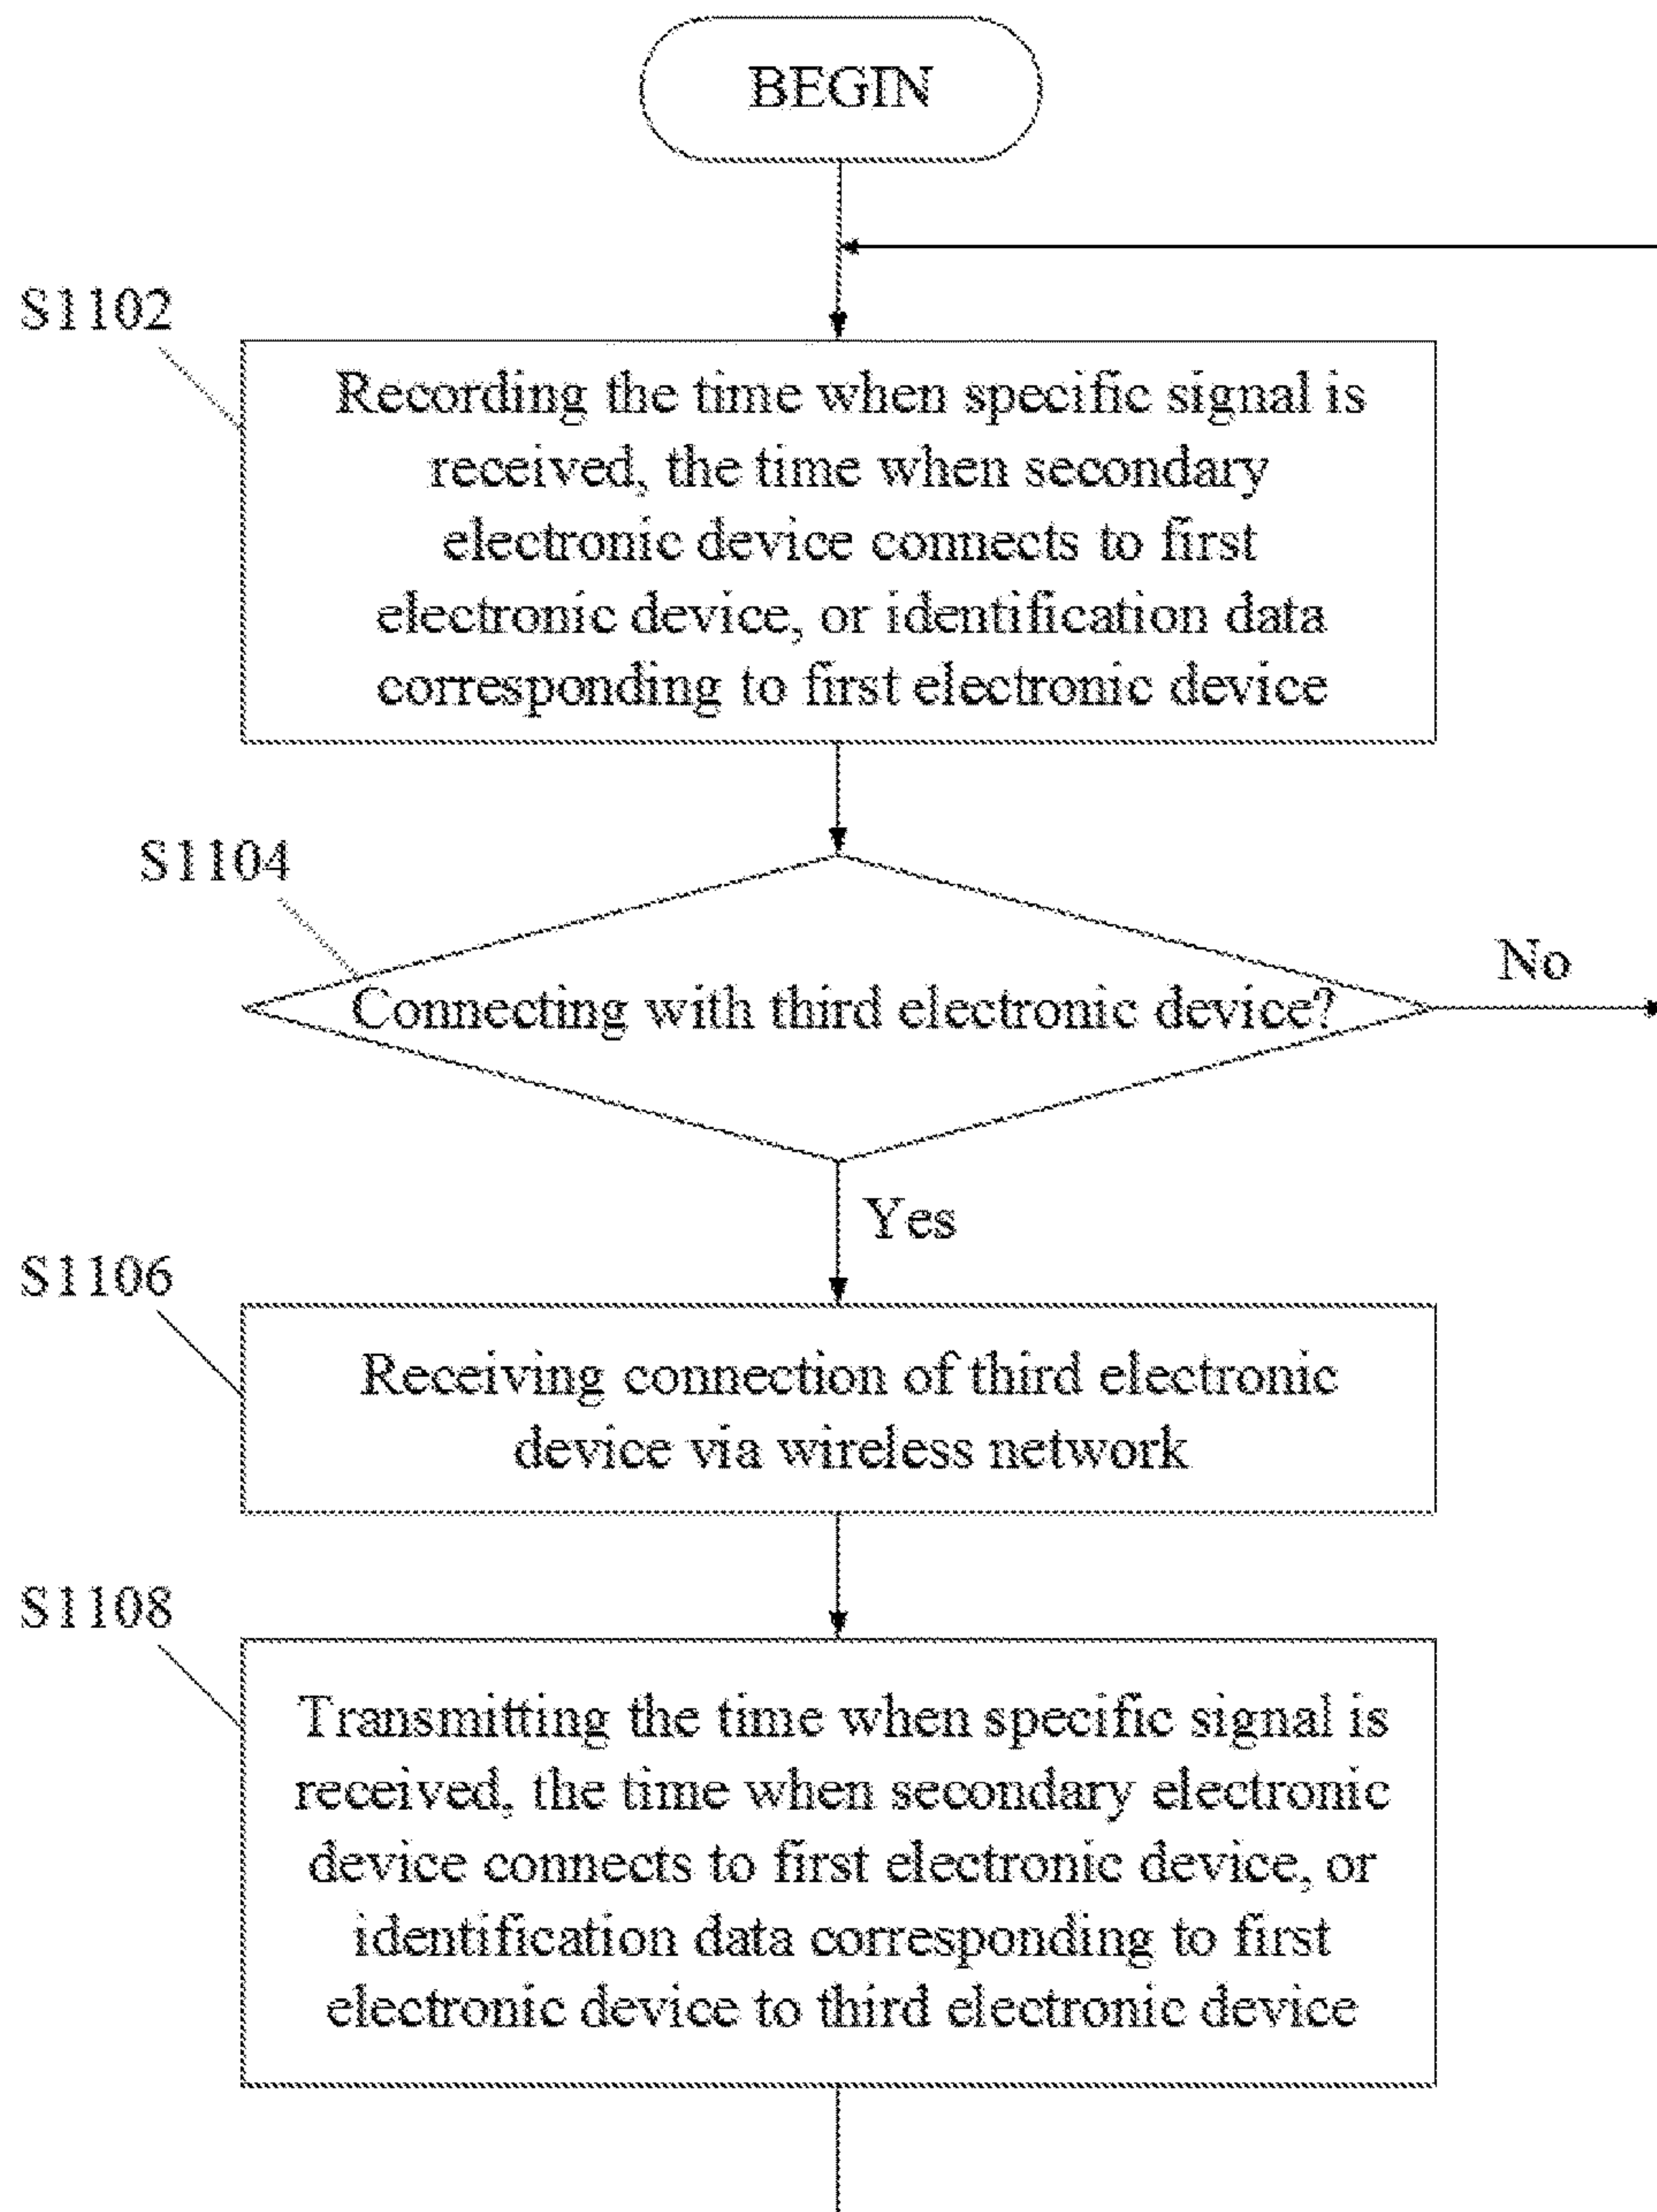 BEGIN
S1102
Recording the time when specific signal is
received, the time when secondary
electronic device connects to first
electronic device, or identification data
corresponding to first electronic device
S1104
Connecting with third electronic device?
No
Yes
S1106
Receiving connection of third electronic
device via wireless network
S1108
Transmitting the time when specific signal is
received, the time when secondary electronic
device connects to first electronic device, or
identification data corresponding to first
electronic device to third electronic device